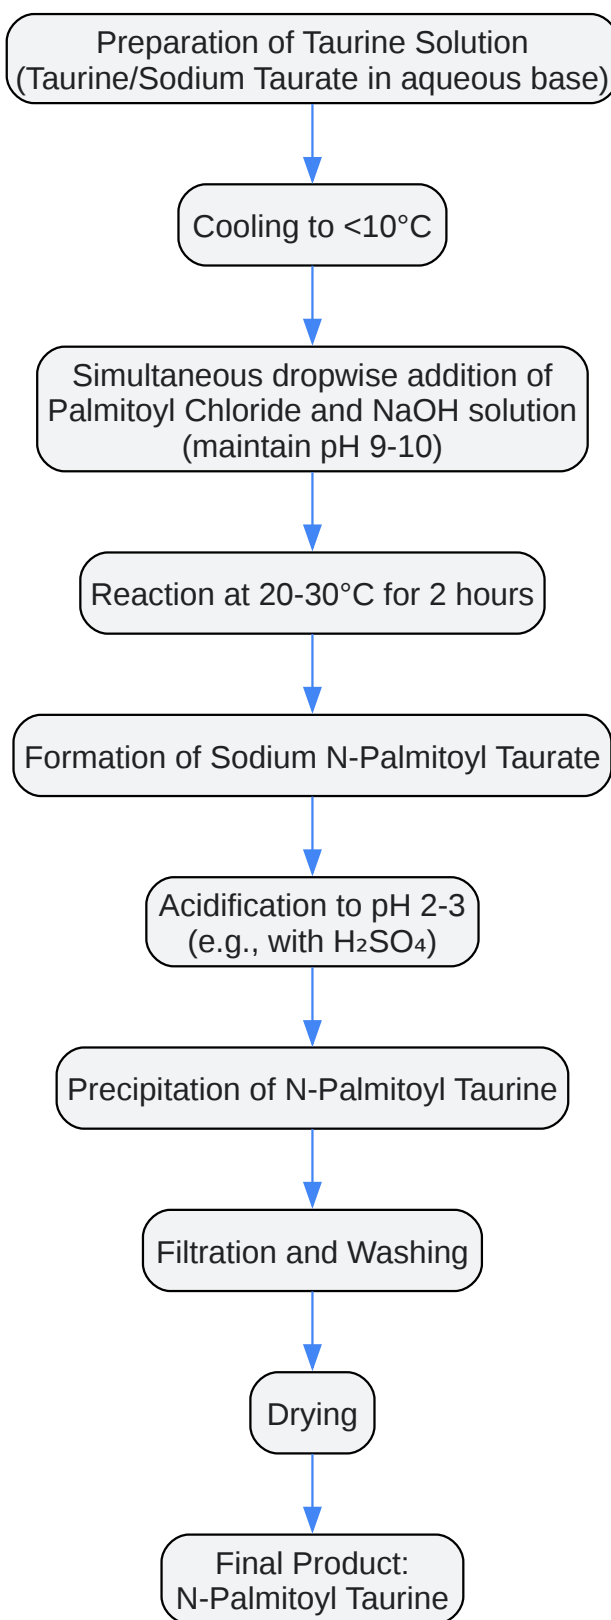 Preparation of Taurine Solution
(Taurine/Sodium Taurate in aqueous base)
Cooling to <10°C
Simultaneous dropwise addition of
Palmitoyl Chloride and NaOH solution
(maintain pH 9-10)
Reaction at 20-30°C for 2 hours
Formation of Sodium N-Palmitoyl Taurate
Acidification to pH 2-3
(e.g., with H₂SO₄)
Precipitation of N-Palmitoyl Taurine
Filtration and Washing
Drying
Final Product:
N-Palmitoyl Taurine